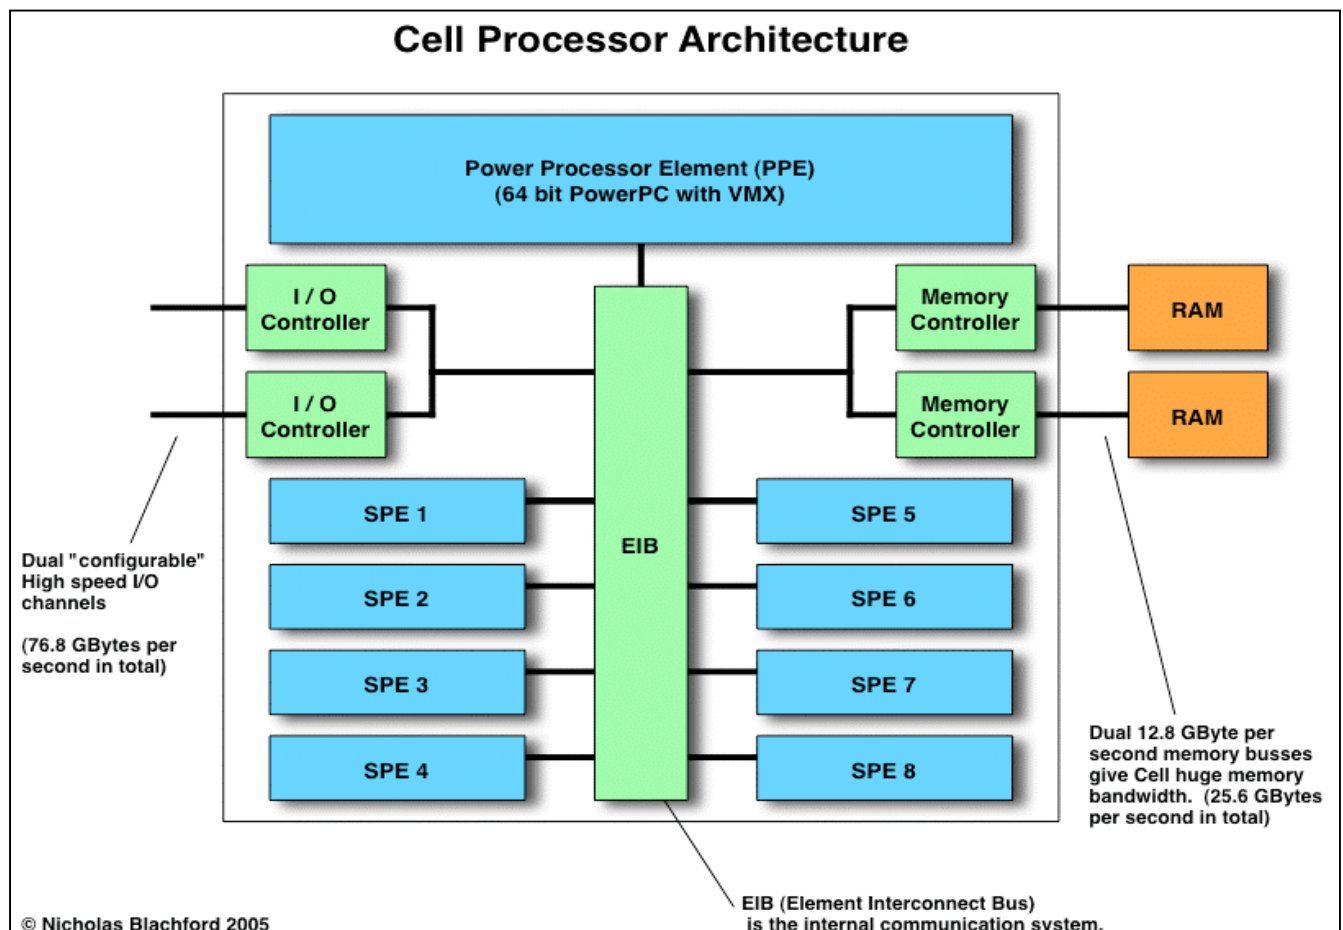 Cell Processor Architecture
Power Processor Element (PPE)
(64 bit PowerPC with VMX)
I / O
Controller
Memory
Controller
RAM
I / O
Controller
Memory
Controller
RAM
SPE 1
SPE 5
EIB
SPE 2
SPE 6
SPE 3
SPE 7
SPE 4
SPE 8
Dual "configurable"
High speed I/O
channels
(76.8 GBytes per
second in total)
Dual 12.8 GByte per
second memory busses
give Cell huge memory
bandwidth. (25.6 GBytes
per second in total)
EIB (Element Interconnect Bus)
is the internal communication system.
© Nicholas Blachford 2005